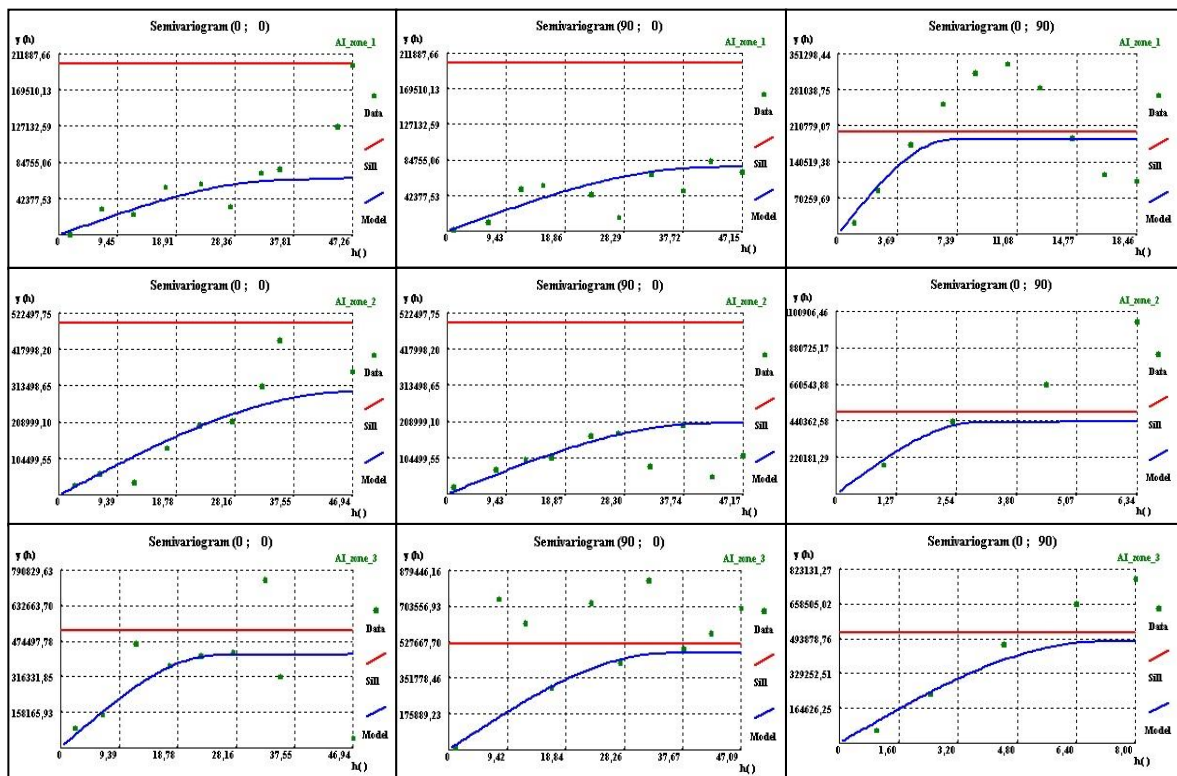 Semivariogram (0 ; 0)
γ (h)
AI_zone_1
211887,66
169510,13
127132,59
84755,06
42377,53
0
9,45
18,91
28,36
37,81
47,26
h()
Data
Sill
Model
Semivariogram (90 ; 0)
γ (h)
AI_zone_1
211887,66
169510,13
127132,59
84755,06
42377,53
0
9,43
18,86
28,29
37,72
47,15
h()
Data
Sill
Model
Semivariogram (0 ; 90)
γ (h)
AI_zone_1
351298,44
281038,75
210779,07
140519,38
70259,69
0
3,69
7,39
11,08
14,77
18,46
h()
Data
Sill
Model
Semivariogram (0 ; 0)
γ (h)
AI_zone_2
522497,75
417998,20
313498,65
208999,10
104499,55
0
9,39
18,78
28,16
37,55
46,94
h()
Data
Sill
Model
Semivariogram (90 ; 0)
γ (h)
AI_zone_2
522497,75
417998,20
313498,65
208999,10
104499,55
0
9,43
18,87
28,30
37,74
47,17
h()
Data
Sill
Model
Semivariogram (0 ; 90)
γ (h)
AI_zone_2
1100906,46
880725,17
660543,88
440362,58
220181,29
0
1,27
2,54
3,80
5,07
6,34
h()
Data
Sill
Model
Semivariogram (0 ; 0)
γ (h)
AI_zone_3
790829,63
632663,70
474497,78
316331,85
158165,93
0
9,39
18,78
28,16
37,55
46,94
h()
Data
Sill
Model
Semivariogram (90 ; 0)
γ (h)
AI_zone_3
879446,16
703556,93
527667,70
351778,46
175889,23
0
9,42
18,84
28,25
37,67
47,09
h()
Data
Sill
Model
Semivariogram (0 ; 90)
γ (h)
AI_zone_3
823131,27
658505,02
493878,76
329252,51
164626,25
0
1,60
3,20
4,80
6,40
8,00
h()
Data
Sill
Model